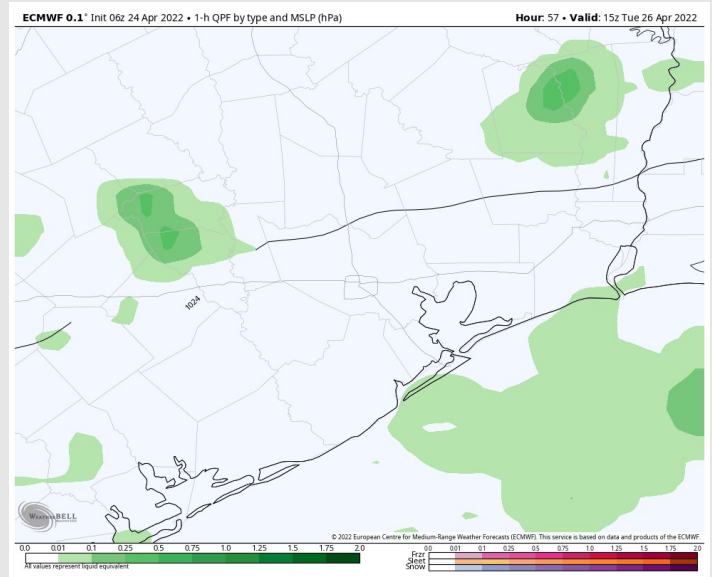 ECMWF 0.1° Init 06z 24 Apr 2022 • 1-h QPF by type and MSLP (hPa)
Hour: 57 • Valid: 15z Tue 26 Apr 2022
1024
WEATHERBELL
© 2022 European Centre for Medium-Range Weather Forecasts (ECMWF). This service is based on data and products of the ECMWF
0.0 0.01 0.1 0.25 0.5 0.75 1.0 1.25 1.5 1.75 2.0
All values represent liquid equivalent
0.0 0.01 0.1 0.25 0.5 0.75 1.0 1.25 1.5 1.75 2.0
Frzr
Sleet
Snow